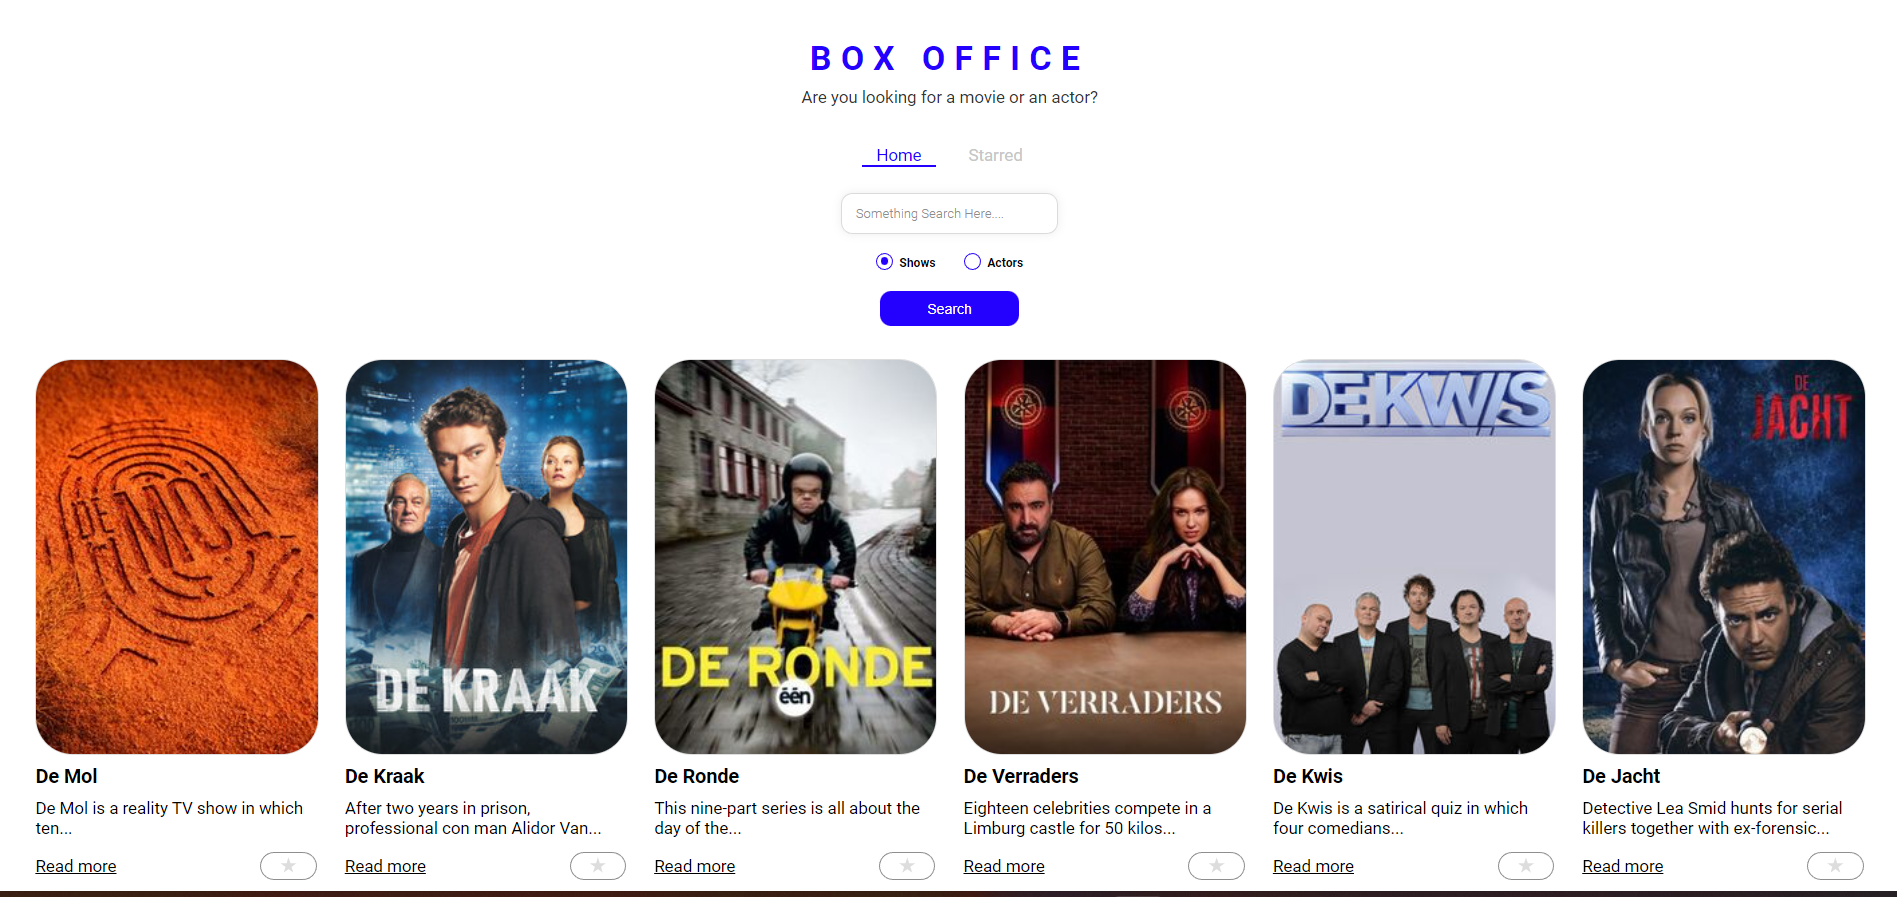 BOX OFFICE
Are you looking for a movie or an actor?
Home Starred
Something Search Here....
Shows Actors
Search
DE MOL
DE KRAAK
DE RONDE
één
DE VERRADERS
DE KWIS
DE
JACHT
De Mol
De Mol is a reality TV show in which
ten...
Read more
De Kraak
After two years in prison,
professional con man Alidor Van...
Read more
De Ronde
This nine-part series is all about the
day of the...
Read more
De Verraders
Eighteen celebrities compete in a
Limburg castle for 50 kilos...
Read more
De Kwis
De Kwis is a satirical quiz in which
four comedians...
Read more
De Jacht
Detective Lea Smid hunts for serial
killers together with ex-forensic...
Read more